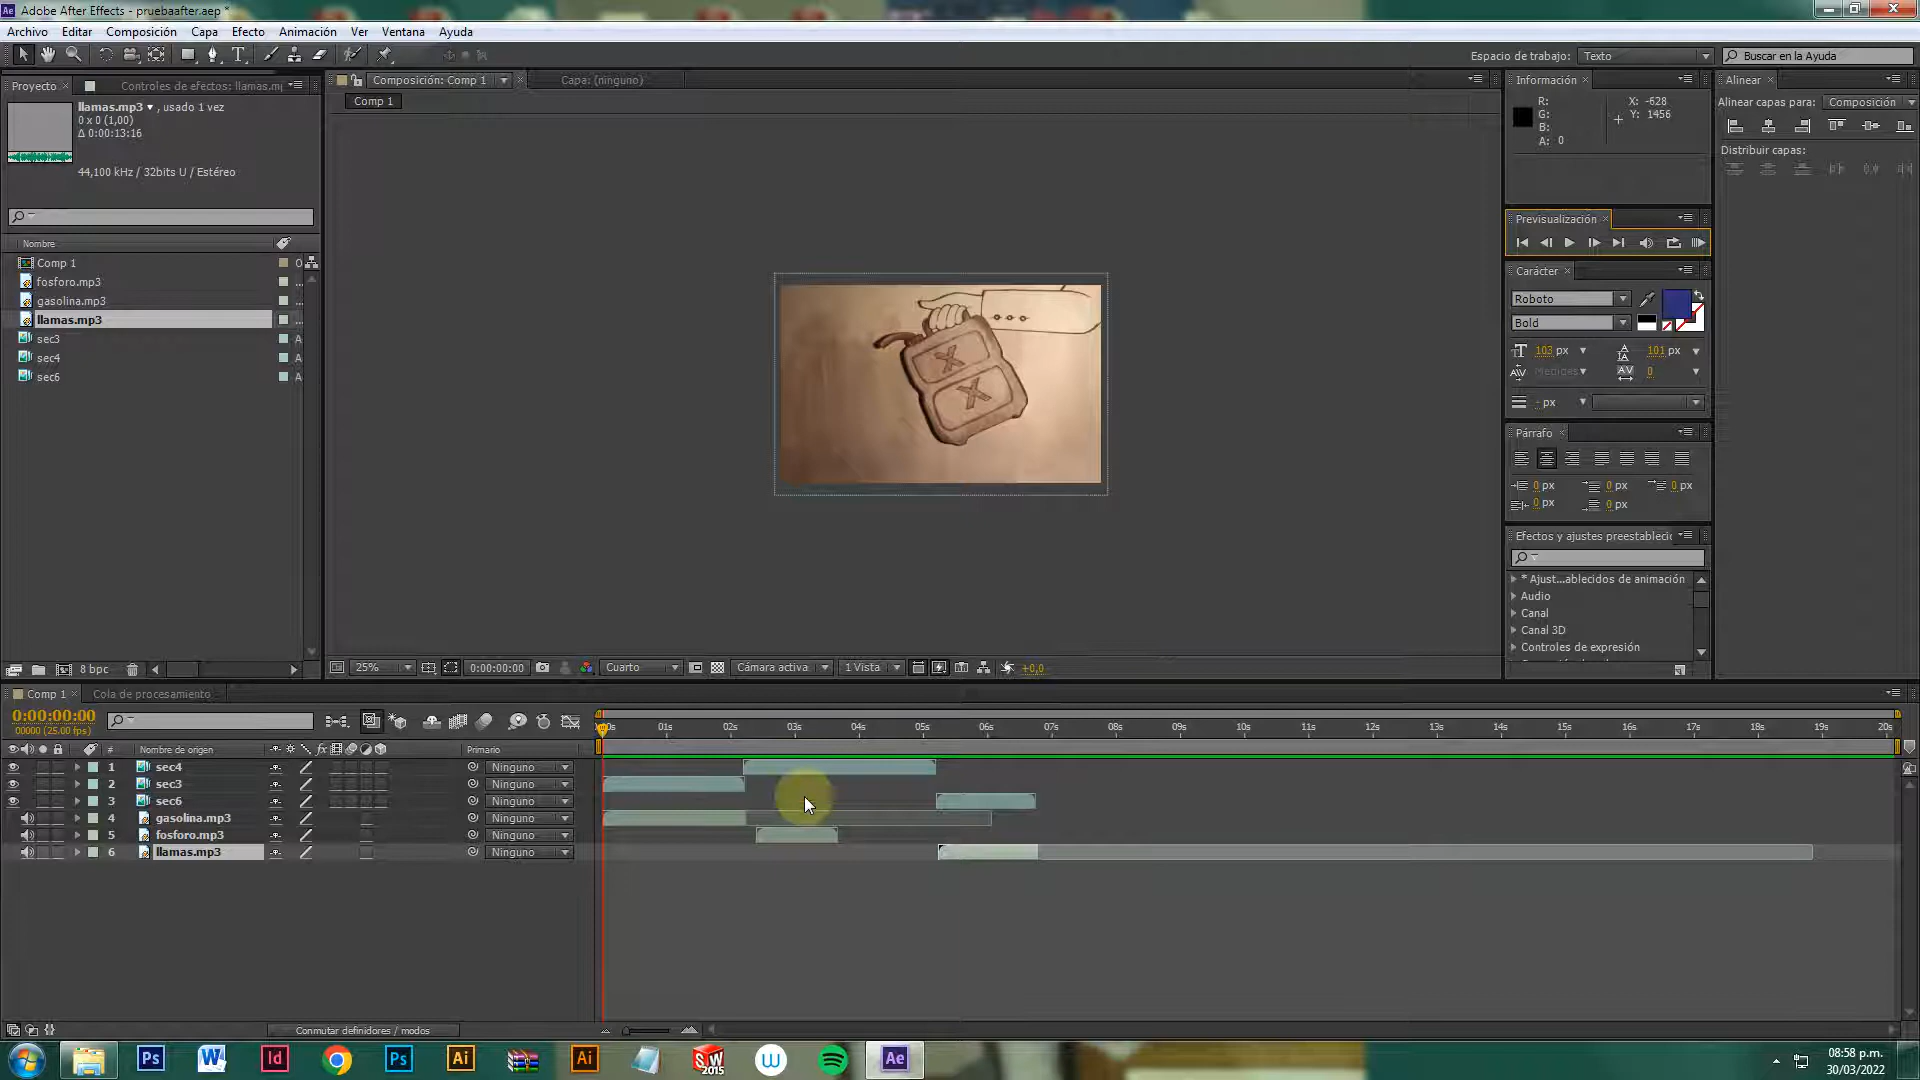 Adobe After Effects - pruebaafter.aep *
Archivo Editar Composición Capa Efecto Animación Ver Ventana Ayuda
Espacio de trabajo: Texto
Buscar en la Ayuda
Proyecto
Controles de efectos: llamas.m
Composición: Comp 1
Capa: (ninguno)
Información
Alinear
Comp 1
llamas.mp3 , usado 1 vez
0 x 0 (1,00)
Δ 0:00:13:16
44,100 kHz / 32bits U / Estéreo
R:
G:
B:
A: 0
X: -628
Y: 1456
Alinear capas para: Composición
Distribuir capas:
Previsualización
Nombre
Comp 1
fosforo.mp3
gasolina.mp3
llamas.mp3
sec3
sec4
sec6
Carácter
Roboto
Bold
103 px
101 px
Medidas
0
- px
Párrafo
0 px
0 px
0 px
0 px
0 px
Efectos y ajustes preestableci
* Ajust...ablecidos de animación
Audio
Canal
Canal 3D
Controles de expresión
8 bpc
25%
0:00:00:00
Cuarto
Cámara activa
1 Vista
+0,0
Comp 1
Cola de procesamiento
0:00:00:00
00000 (25.00 fps)
01s 02s 03s 04s 05s 06s 07s 08s 09s 10s 11s 12s 13s 14s 15s 16s 17s 18s 19s 20s
# Nombre de origen
Primario
1 sec4 Ninguno
2 sec3 Ninguno
3 sec6 Ninguno
4 gasolina.mp3 Ninguno
5 fosforo.mp3 Ninguno
6 llamas.mp3 Ninguno
Conmutar definidores / modos
08:58 p.m.
30/03/2022